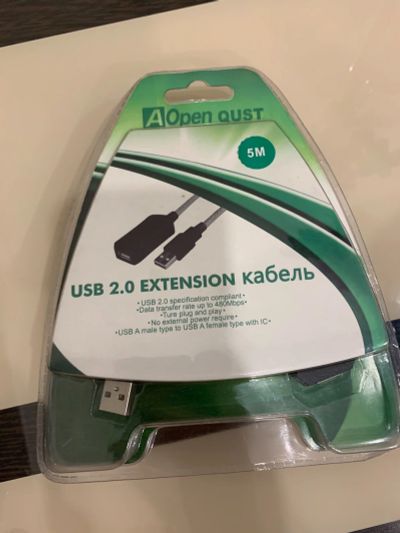 AOpen QUST
5M
USB 2.0 EXTENSION кабель
• USB 2.0 specification compliant•
•Data transfer rate up to 480Mbps•
•Ture plug and play•
•No external power require•
•USB A male type to USB A female type with IC•